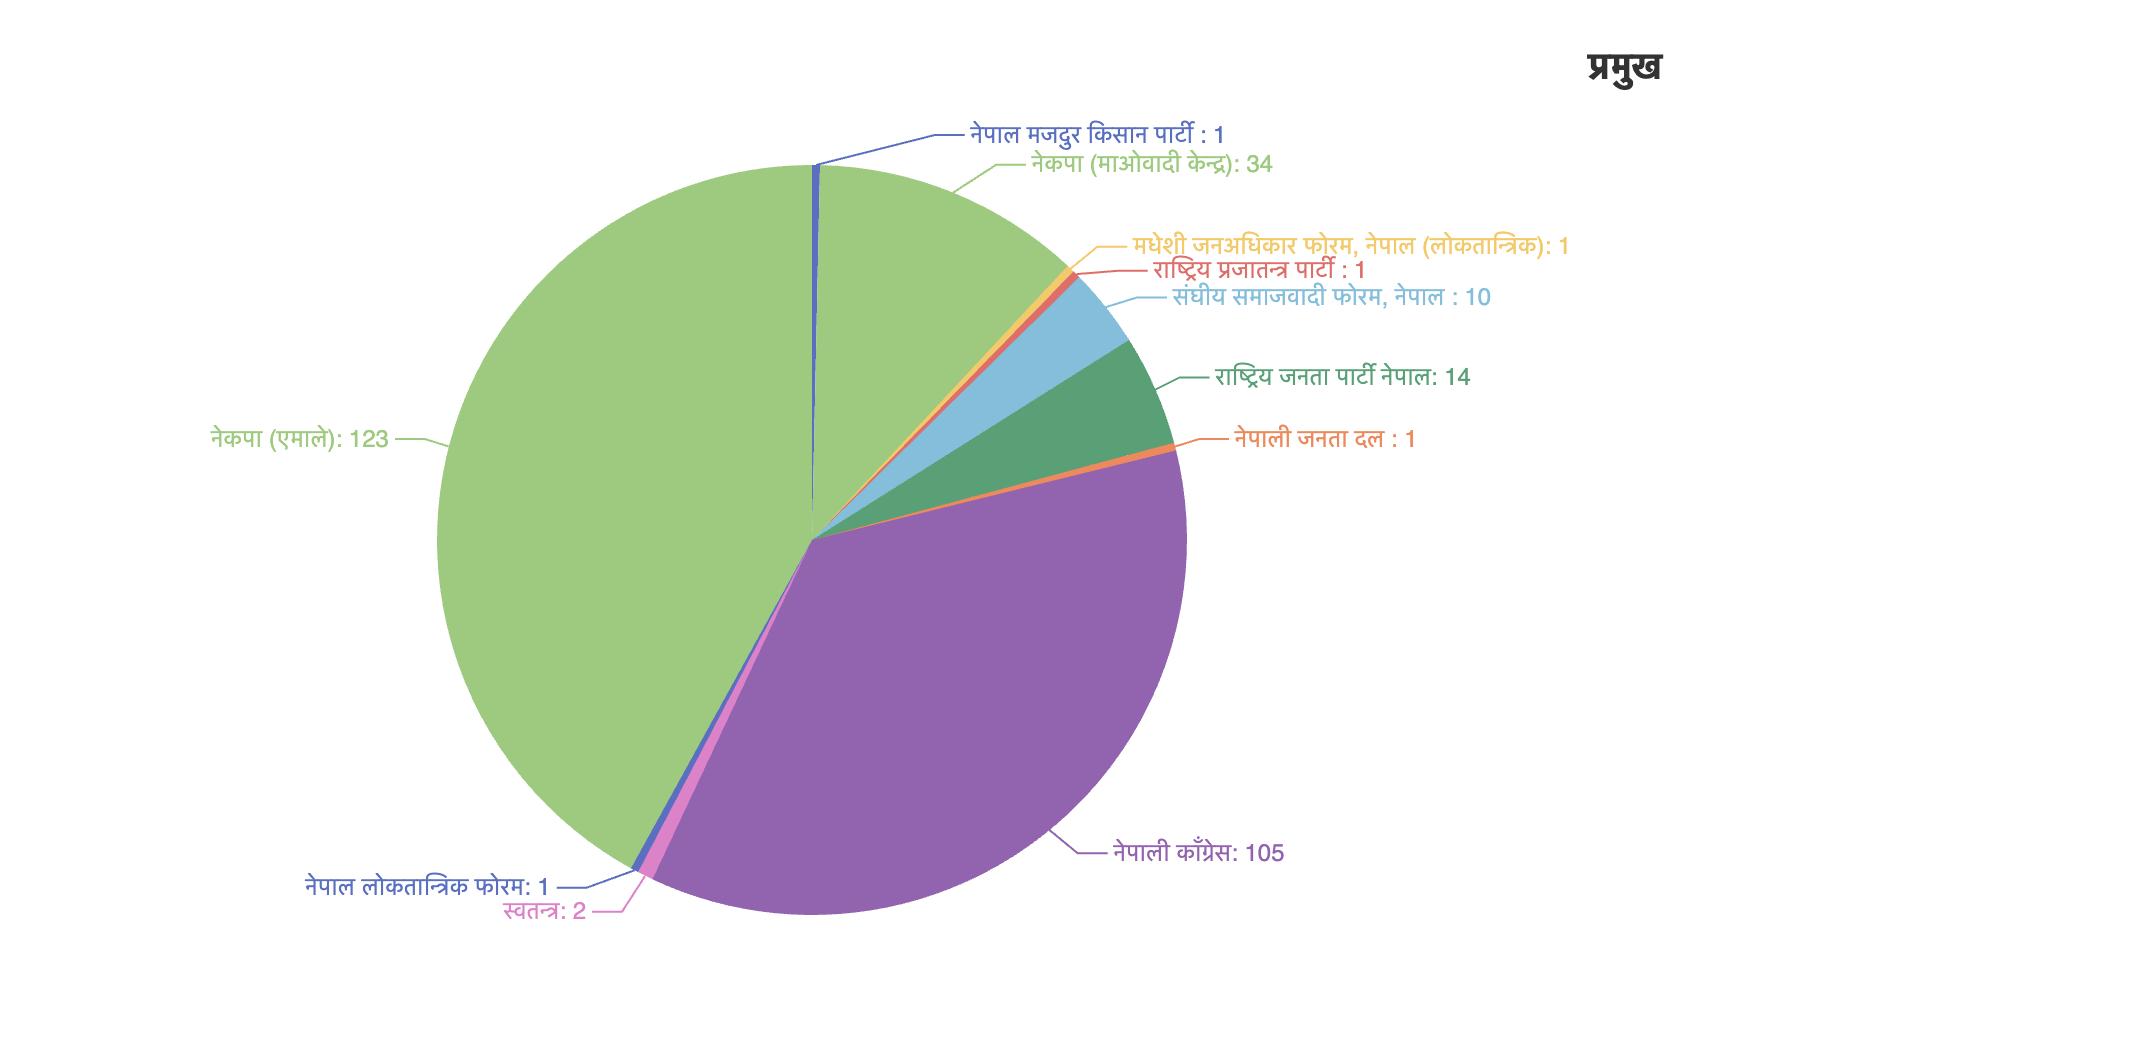 प्रमुख
नेपाल मजदुर किसान पार्टी : 1
नेकपा (माओवादी केन्द्र): 34
मधेशी जनअधिकार फोरम, नेपाल (लोकतान्त्रिक): 1
राष्ट्रिय प्रजातन्त्र पार्टी : 1
संघीय समाजवादी फोरम, नेपाल : 10
राष्ट्रिय जनता पार्टी नेपाल: 14
नेकपा (एमाले): 123
नेपाली जनता दल : 1
नेपाली काँग्रेस: 105
नेपाल लोकतान्त्रिक फोरम: 1
स्वतन्त्र: 2